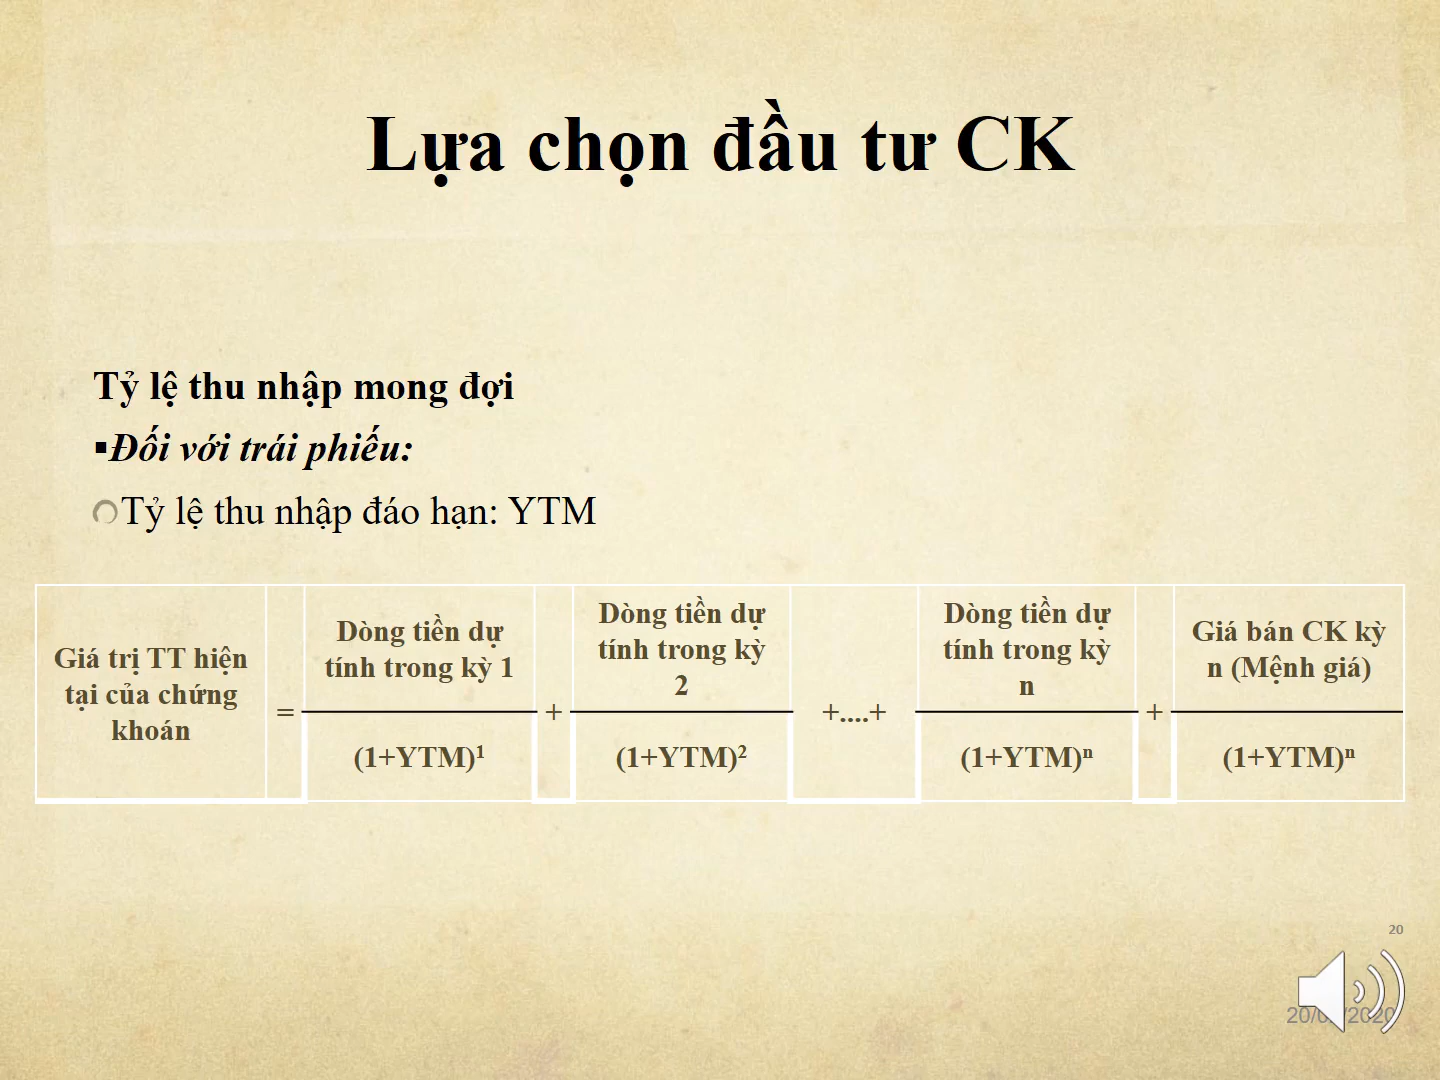 Lựa chọn đầu tư CK
Tỷ lệ thu nhập mong đợi
▪Đối với trái phiếu:
Tỷ lệ thu nhập đáo hạn: YTM
Giá trị TT hiện
tại của chứng
khoán
=
Dòng tiền dự
tính trong kỳ 1
(1+YTM)¹
+
Dòng tiền dự
tính trong kỳ
2
(1+YTM)²
+....+
Dòng tiền dự
tính trong kỳ
n
(1+YTM)ⁿ
+
Giá bán CK kỳ
n (Mệnh giá)
(1+YTM)ⁿ
20